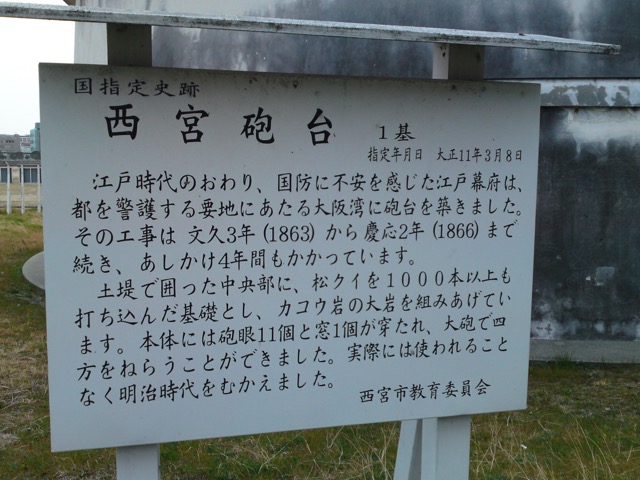 国指定史跡
西宮砲台 1基
指定年月日 大正11年3月8日
江戸時代のおわり、国防に不安を感じた江戸幕府は、
都を警護する要地にあたる大阪湾に砲台を築きました。
その工事は 文久3年(1863)から慶応2年(1866)まで
続き、あしかけ4年間もかかっています。
土堤で囲った中央部に、松クイを1000本以上も
打ち込んだ基礎とし、カコウ岩の大岩を組みあげてい
ます。本体には砲眼11個と窓1個が穿たれ、大砲で四
方をねらうことができました。実際には使われること
なく明治時代をむかえました。
西宮市教育委員会